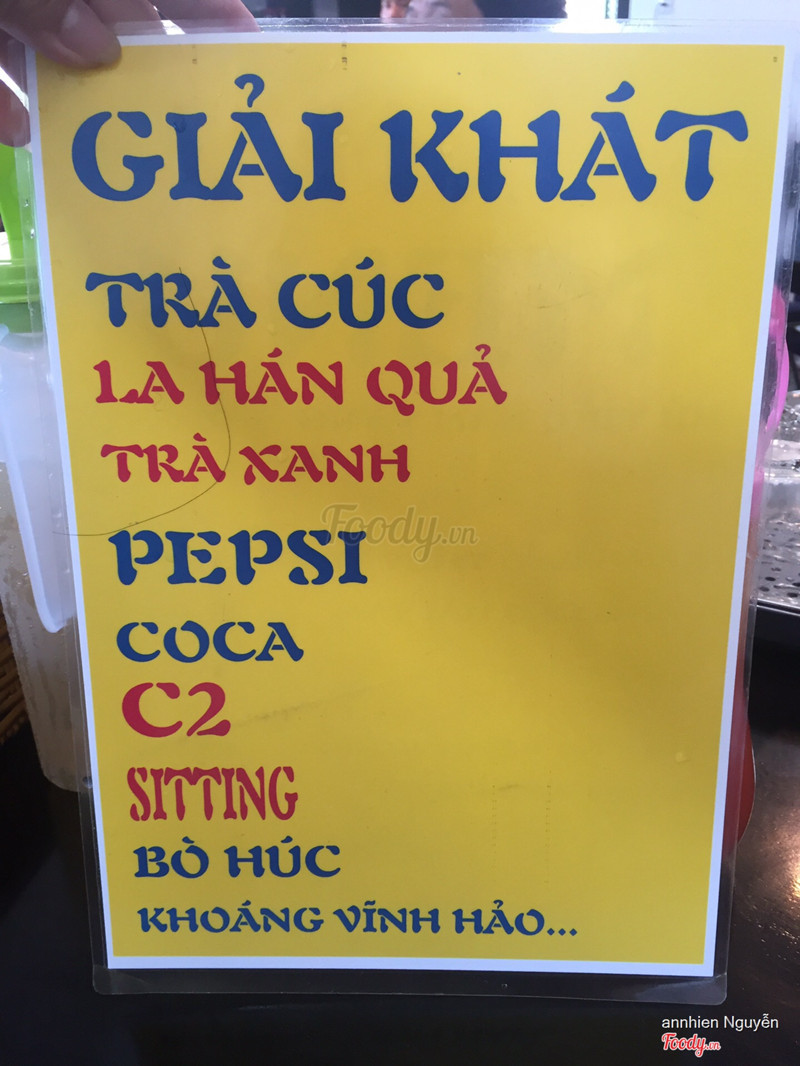 GIẢI KHÁT
TRÀ CÚC
LA HÁN QUẢ
TRÀ XANH
Foody.vn
PEPSI
COCA
C2
SITTING
BÒ HÚC
KHOÁNG VĨNH HẢO...
annhien Nguyễn
Foody.vn